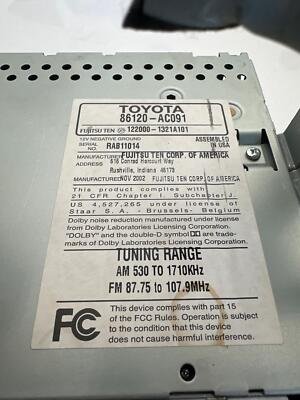 TOYOTA
86120-AC091
FUJITSU TEN 122000-1321A101
12V NEGATIVE GROUND ASSEMBLED
SERIAL NO. RAB11014 IN USA
MANUFACTURER FUJITSU TEN CORP. OF AMERICA
ADDRESS 616 Conrad Harcourt Way
Rushville, Indiana 46173
MANUFACTURED NOV 2002 FUJITSU TEN CORP. OF AMERICA
This product complies with
21 CFR Chapter I, Subchapter J.
US 4,527,265 under license of
Staar S.A. - Brussels- Belgium
Dolby noise reduction manufactured under license
from Dolby Laboratories Licensing Corporation.
"DOLBY" and the double-D symbol are trade-
marks of Dolby Laboratories Licensing Corporation.
TUNING RANGE
AM 530 TO 1710KHz
FM 87.75 to 107.9MHz
FC This device complies with part 15
of the FCC Rules. Operation is subject
to the condition that this device
does not cause harmful interference.